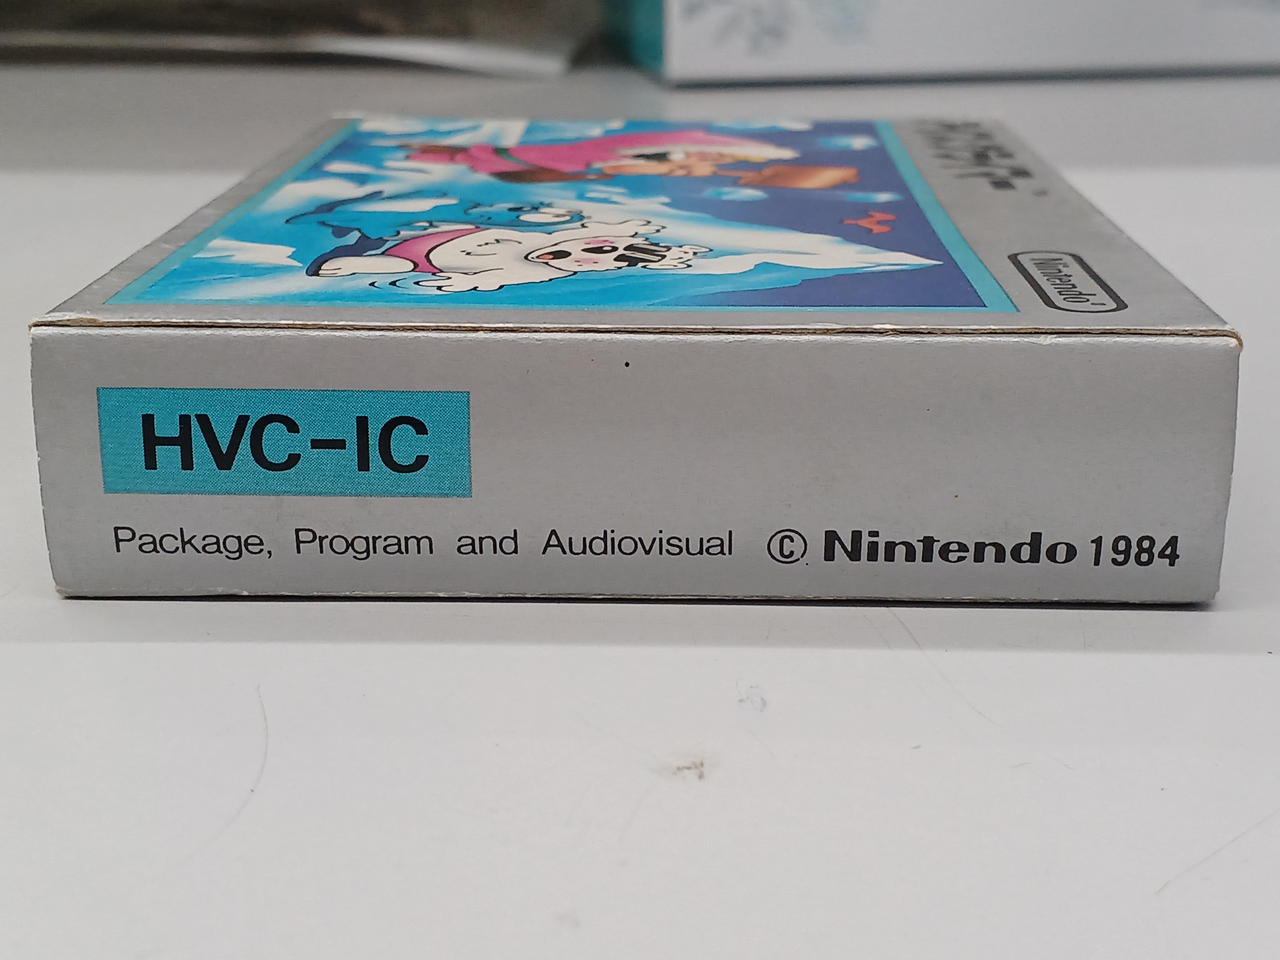 Nintendo
HVC-IC
Package, Program and Audiovisual © Nintendo 1984